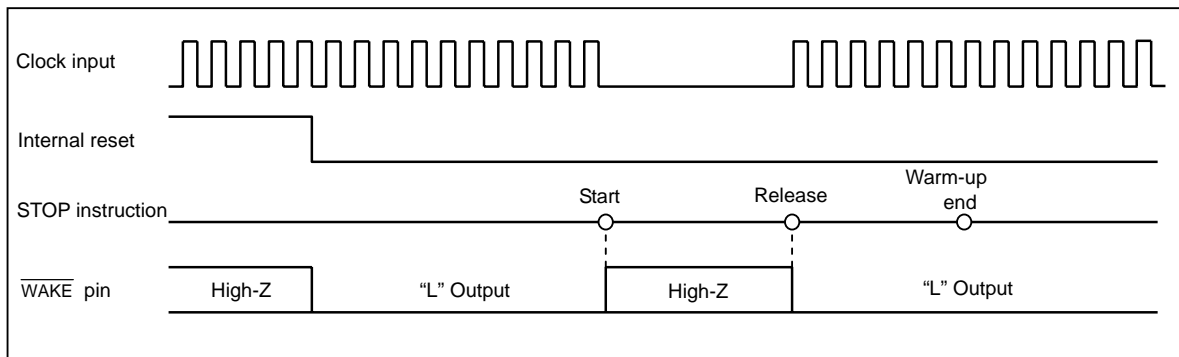 Clock input
Internal reset
STOP instruction
Start
Release
Warm-up
end
WAKE pin
High-Z
“L” Output
High-Z
“L” Output